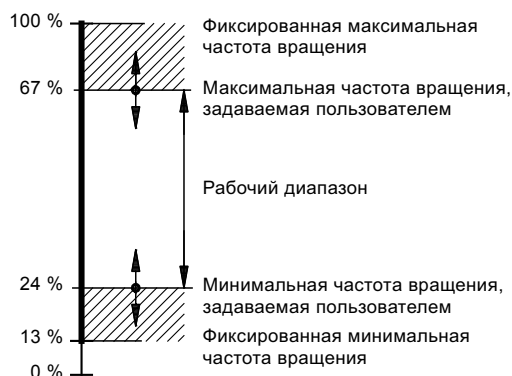 100 %
Фиксированная максимальная
частота вращения
67 %
Максимальная частота вращения,
задаваемая пользователем
Рабочий диапазон
24 %
Минимальная частота вращения,
задаваемая пользователем
13 %
Фиксированная минимальная
частота вращения
0 %